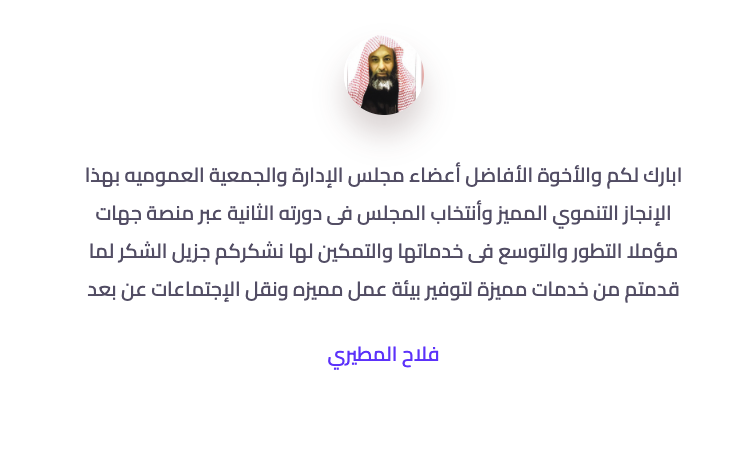 ابارك لكم والأخوة الأفاضل أعضاء مجلس الإدارة والجمعية العموميه بهذا
الإنجاز التنموي المميز وأنتخاب المجلس فى دورته الثانية عبر منصة جهات
مؤملا التطور والتوسع فى خدماتها والتمكين لها نشكركم جزيل الشكر لما
قدمتم من خدمات مميزة لتوفير بيئة عمل مميزه ونقل الإجتماعات عن بعد
فلاح المطيري